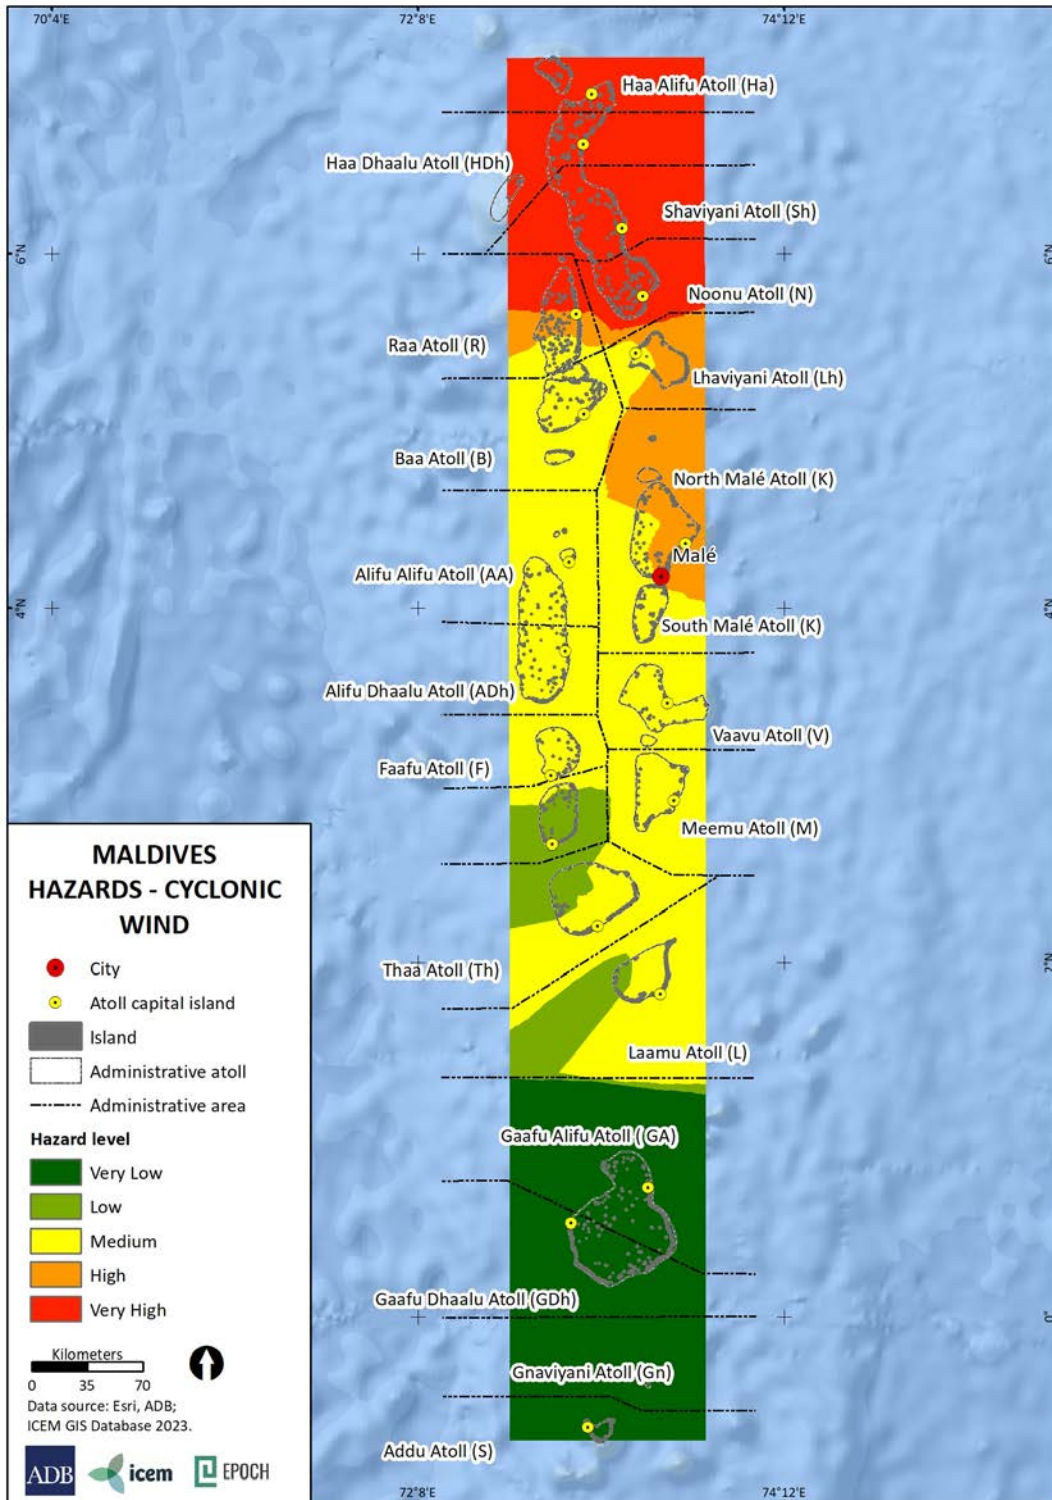 70°4'E
72°8'E
74°12'E
Haa Alifu Atoll (Ha)
Haa Dhaalu Atoll (HDh)
Shaviyani Atoll (Sh)
6°N
6°N
Noonu Atoll (N)
Raa Atoll (R)
Lhaviyani Atoll (Lh)
Baa Atoll (B)
North Malé Atoll (K)
Malé
Alifu Alifu Atoll (AA)
4°N
4°N
South Malé Atoll (K)
Alifu Dhaalu Atoll (ADh)
Vaavu Atoll (V)
Faafu Atoll (F)
Meemu Atoll (M)
2°N
Thaa Atoll (Th)
Laamu Atoll (L)
Gaafu Alifu Atoll (GA)
Gaafu Dhaalu Atoll (GDh)
0°
Gnaviyani Atoll (Gn)
Addu Atoll (S)
72°8'E
74°12'E
MALDIVES
HAZARDS - CYCLONIC
WIND
City
Atoll capital island
Island
Administrative atoll
Administrative area
Hazard level
Very Low
Low
Medium
High
Very High
Kilometers
0 35 70
Data source: Esri, ADB;
ICEM GIS Database 2023.
ADB icem EPOCH